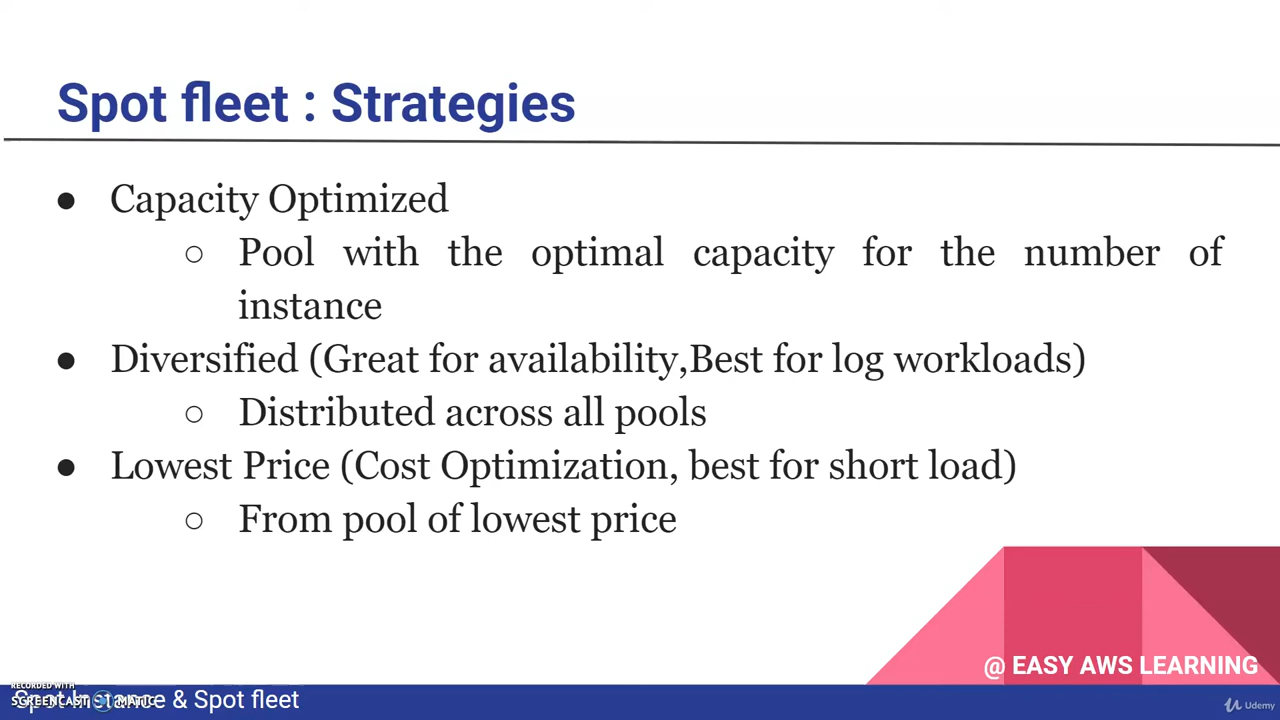 Spot fleet : Strategies
● Capacity Optimized
○ Pool with the optimal capacity for the number of
instance
● Diversified (Great for availability,Best for log workloads)
○ Distributed across all pools
● Lowest Price (Cost Optimization, best for short load)
○ From pool of lowest price
@ EASY AWS LEARNING
RECORDED WITH
SCREENCAST MATIC
Spot Instance & Spot fleet
Udemy